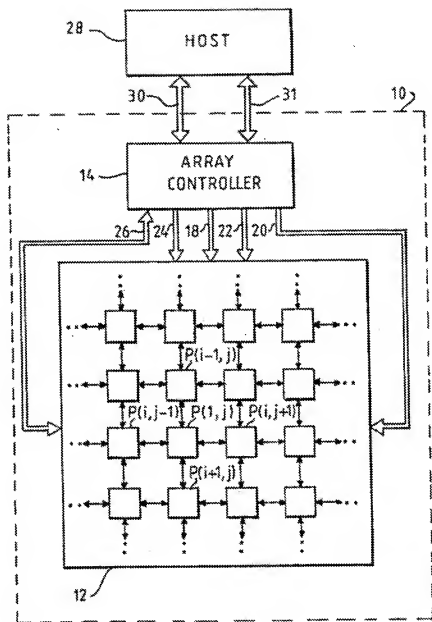 28
HOST
30
31
10
14
ARRAY
CONTROLLER
26 24 18 22 20
P(i-1,j)
P(i,j-1) P(1,j) P(i,j+1)
P(i+1,j)
12